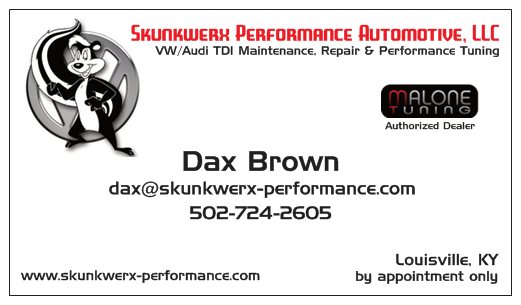 Skunkwerx Performance Automotive, LLC
VW/Audi TDI Maintenance, Repair & Performance Tuning
MALONE
TUNING
Authorized Dealer
Dax Brown
dax@skunkwerx-performance.com
502-724-2605
Louisville, KY
www.skunkwerx-performance.com
by appointment only